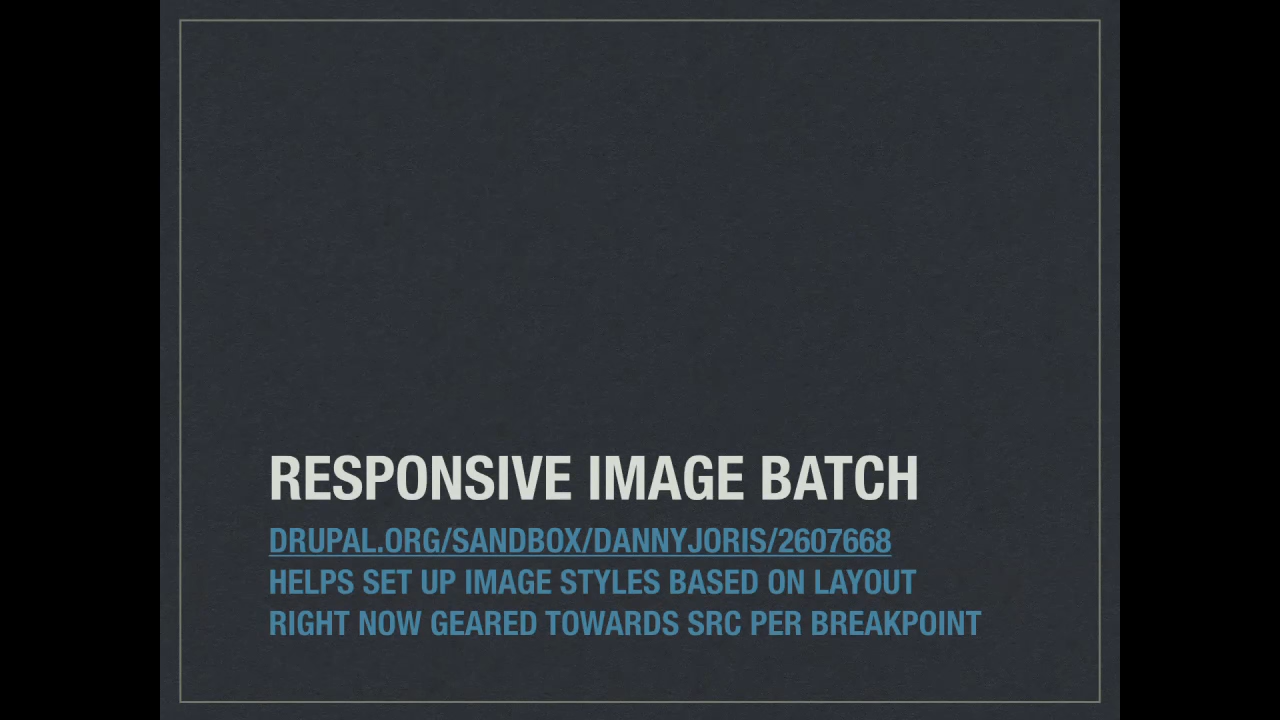 RESPONSIVE IMAGE BATCH
DRUPAL.ORG/SANDBOX/DANNYJORIS/2607668
HELPS SET UP IMAGE STYLES BASED ON LAYOUT
RIGHT NOW GEARED TOWARDS SRC PER BREAKPOINT